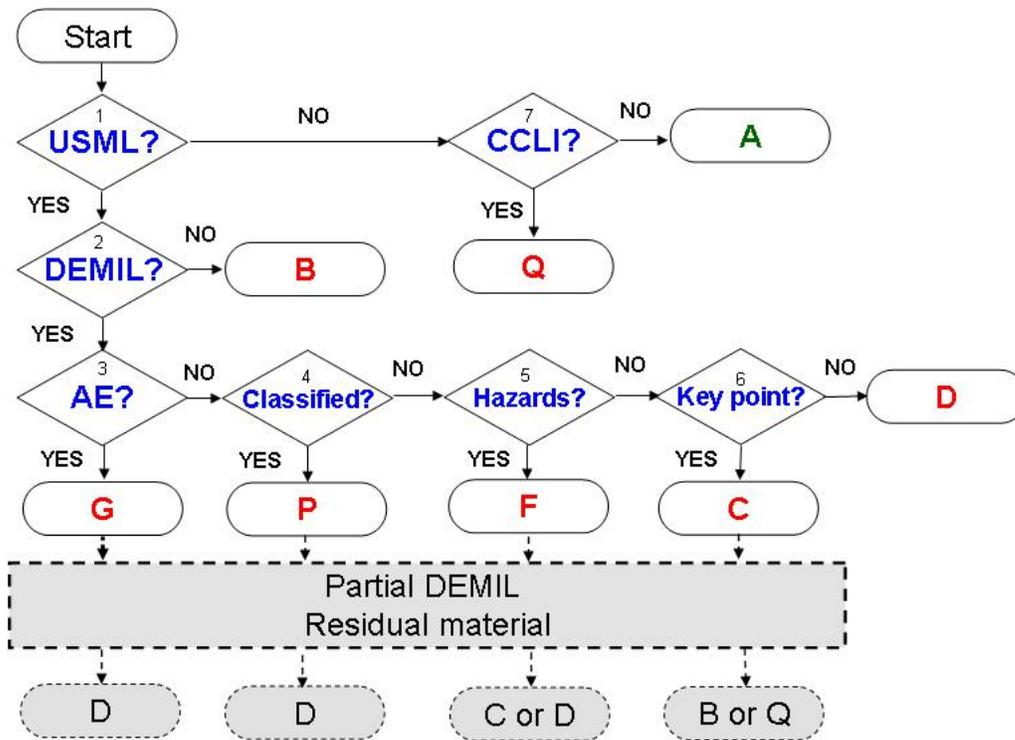 Start
1
USML?
NO
7
CCLI?
NO
A
YES
YES
2
DEMIL?
NO
B
Q
YES
3
AE?
NO
4
Classified?
NO
5
Hazards?
NO
6
Key point?
NO
D
YES
YES
YES
YES
G
P
F
C
Partial DEMIL
Residual material
D
D
C or D
B or Q